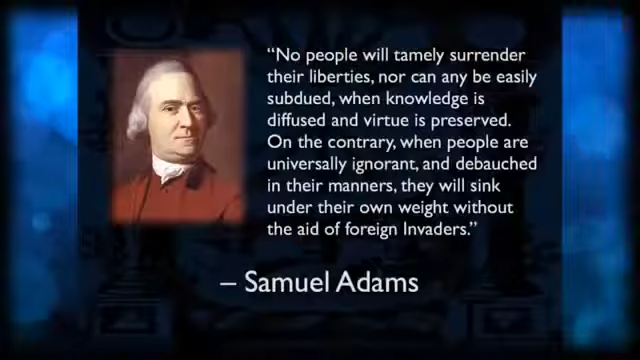 “No people will tamely surrender
their liberties, nor can any be easily
subdued, when knowledge is
diffused and virtue is preserved.
On the contrary, when people are
universally ignorant, and debauched
in their manners, they will sink
under their own weight without
the aid of foreign Invaders.”
– Samuel Adams